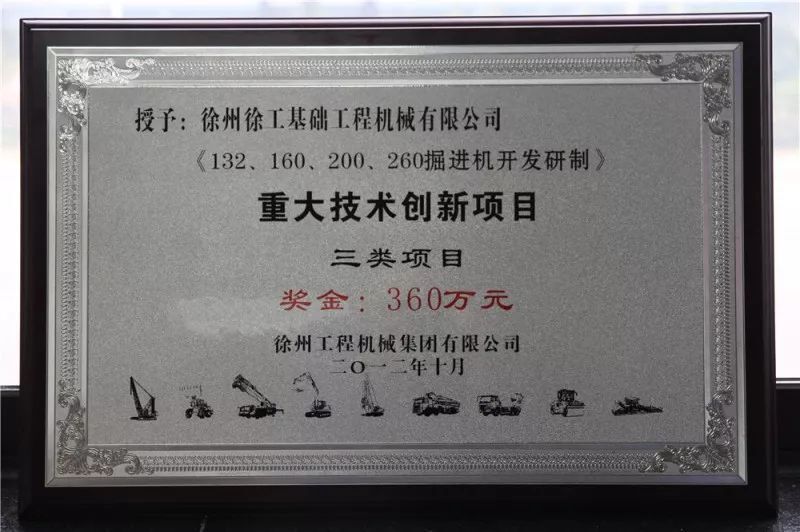 授予：徐州徐工基础工程机械有限公司
《132、160、200、260掘进机开发研制》
重大技术创新项目
三类项目
奖金：360万元
徐州工程机械集团有限公司
二〇一二年十月